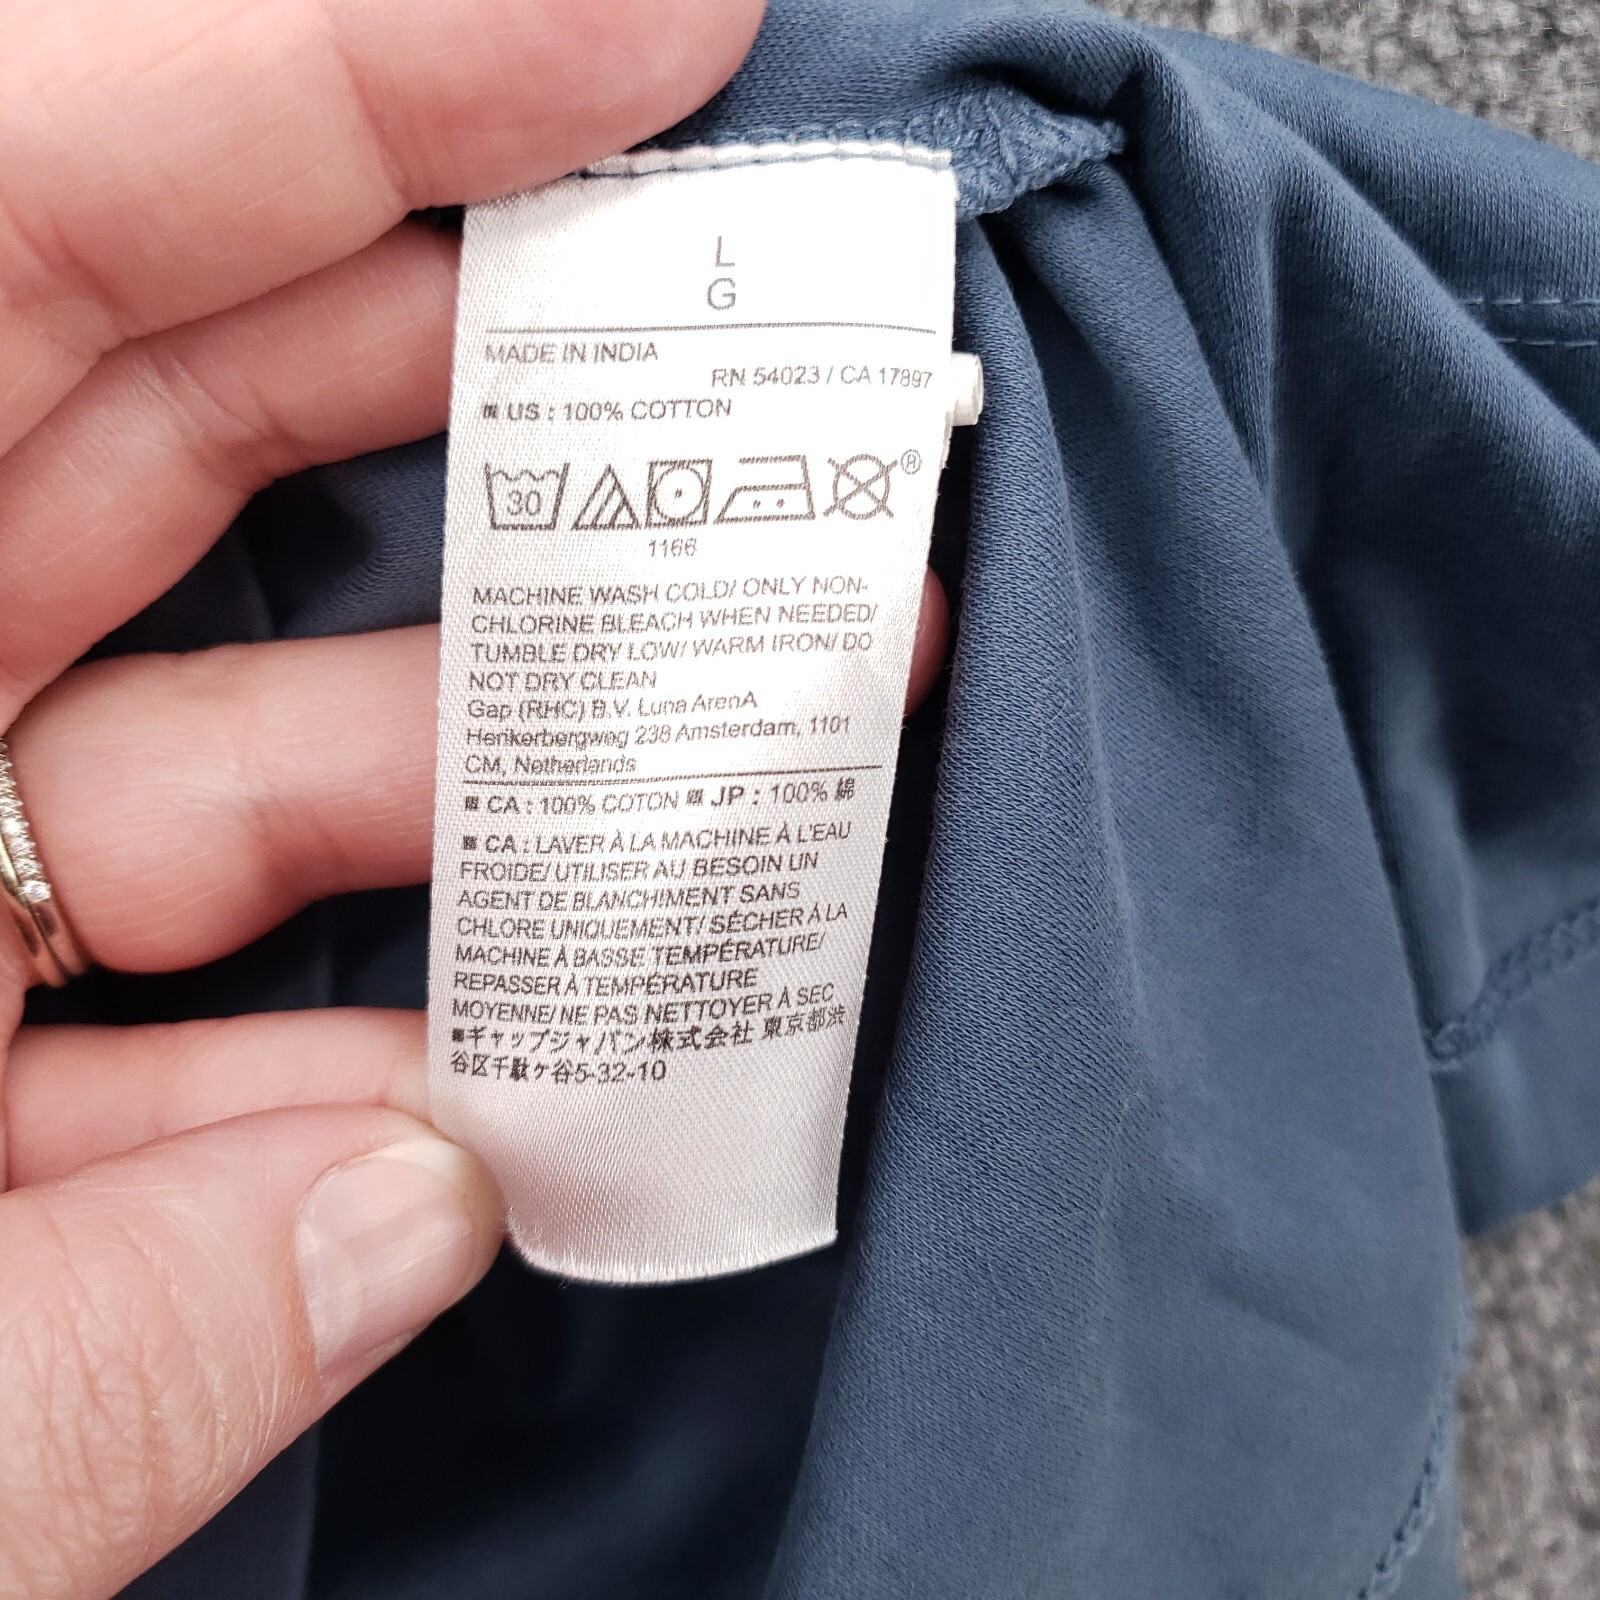 L
G
MADE IN INDIA
RN 54023 / CA 17897
US : 100% COTTON
30
®
1166
MACHINE WASH COLD/ ONLY NON-
CHLORINE BLEACH WHEN NEEDED/
TUMBLE DRY LOW/ WARM IRON/ DO
NOT DRY CLEAN
Gap (RHC) B.V. Luna ArenA
Herikerbergweg 238 Amsterdam, 1101
CM, Netherlands
■ CA : 100% COTON ■ JP : 100% 綿
■ CA : LAVER À LA MACHINE À L'EAU
FROIDE/ UTILISER AU BESOIN UN
AGENT DE BLANCHIMENT SANS
CHLORE UNIQUEMENT/ SÉCHER À LA
MACHINE À BASSE TEMPÉRATURE/
REPASSER À TEMPÉRATURE
MOYENNE/ NE PAS NETTOYER À SEC
■ギャップジャパン株式会社 東京都渋
谷区千駄ケ谷5-32-10